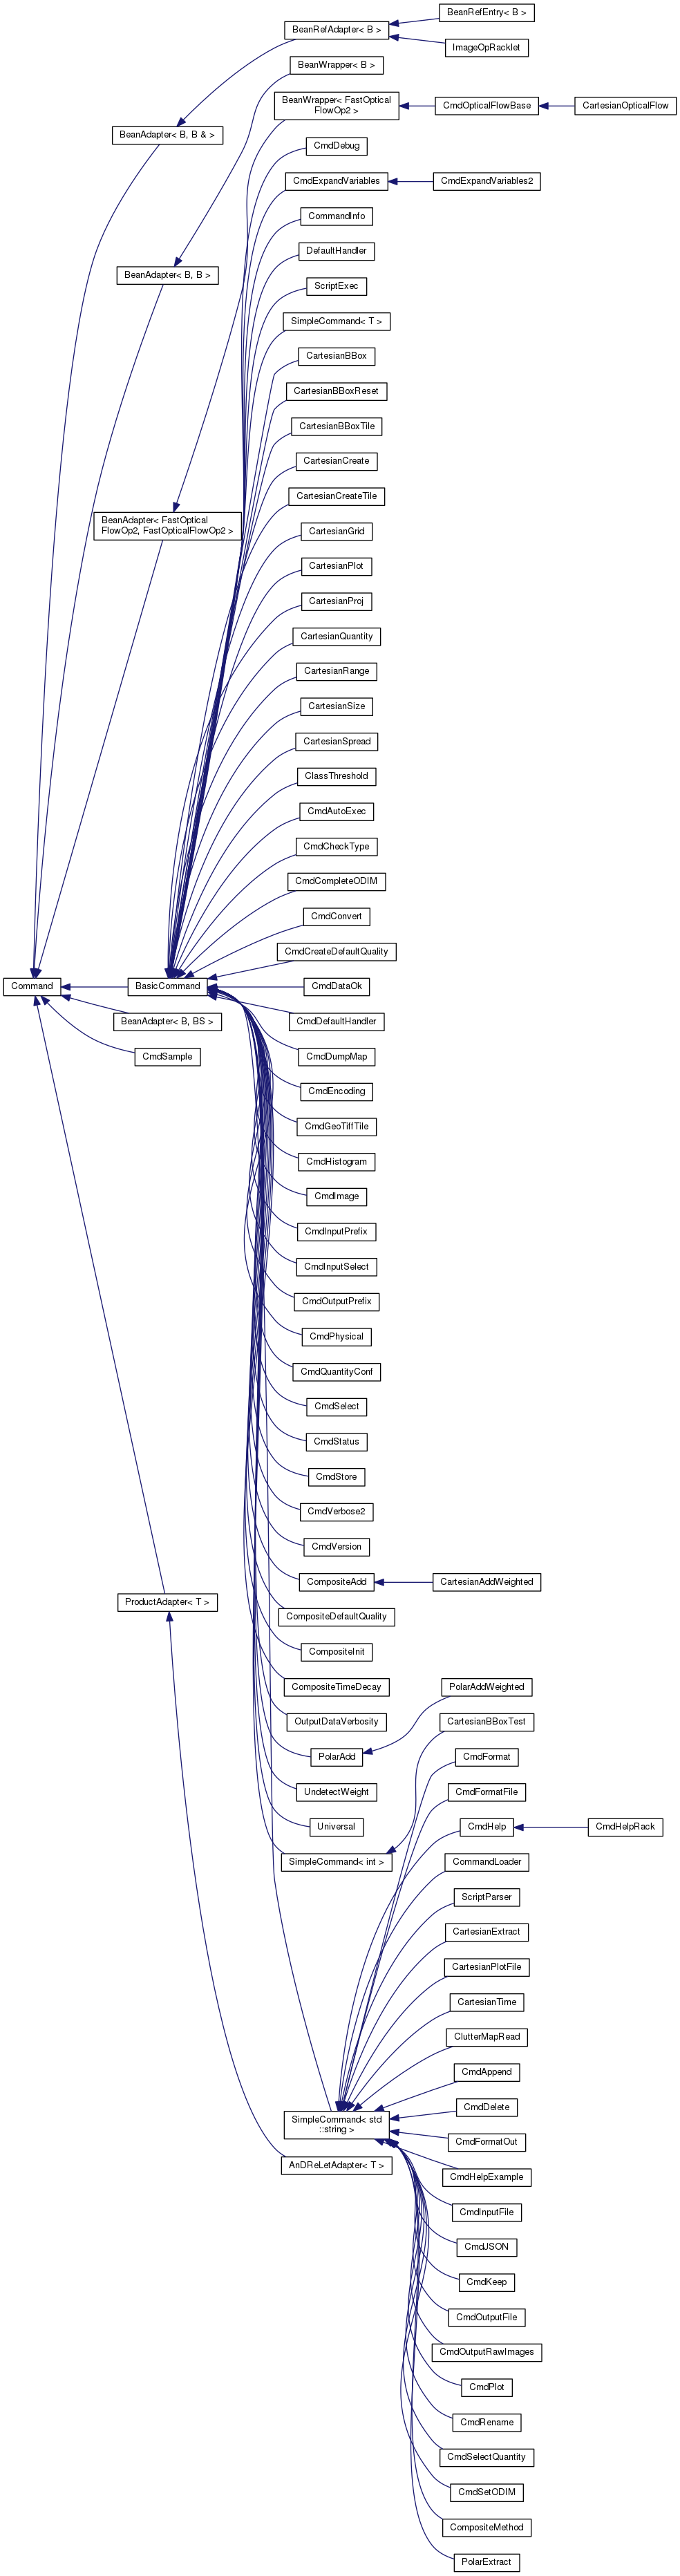 BeanRefEntry< B >
BeanRefAdapter< B >
ImageOpRacklet
BeanWrapper< B >
BeanWrapper< FastOptical
FlowOp2 >
CmdOpticalFlowBase
CartesianOpticalFlow
BeanAdapter< B, B & >
CmdDebug
CmdExpandVariables
CmdExpandVariables2
CommandInfo
DefaultHandler
BeanAdapter< B, B >
ScriptExec
SimpleCommand< T >
CartesianBBox
CartesianBBoxReset
CartesianBBoxTile
CartesianCreate
CartesianCreateTile
BeanAdapter< FastOptical
FlowOp2, FastOpticalFlowOp2 >
CartesianGrid
CartesianPlot
CartesianProj
CartesianQuantity
CartesianRange
CartesianSize
CartesianSpread
ClassThreshold
CmdAutoExec
CmdCheckType
CmdCompleteODIM
CmdConvert
CmdCreateDefaultQuality
Command
BasicCommand
CmdDataOk
BeanAdapter< B, BS >
CmdDefaultHandler
CmdSample
CmdDumpMap
CmdEncoding
CmdGeoTiffTile
CmdHistogram
CmdImage
CmdInputPrefix
CmdInputSelect
CmdOutputPrefix
CmdPhysical
CmdQuantityConf
CmdSelect
CmdStatus
CmdStore
CmdVerbose2
CmdVersion
CompositeAdd
CartesianAddWeighted
ProductAdapter< T >
CompositeDefaultQuality
CompositeInit
CompositeTimeDecay
PolarAddWeighted
OutputDataVerbosity
CartesianBBoxTest
PolarAdd
CmdFormat
UndetectWeight
CmdFormatFile
Universal
CmdHelp
CmdHelpRack
SimpleCommand< int >
CommandLoader
ScriptParser
CartesianExtract
CartesianPlotFile
CartesianTime
ClutterMapRead
CmdAppend
CmdDelete
SimpleCommand< std
::string >
CmdFormatOut
AnDReLetAdapter< T >
CmdHelpExample
CmdInputFile
CmdJSON
CmdKeep
CmdOutputFile
CmdOutputRawImages
CmdPlot
CmdRename
CmdSelectQuantity
CmdSetODIM
CompositeMethod
PolarExtract